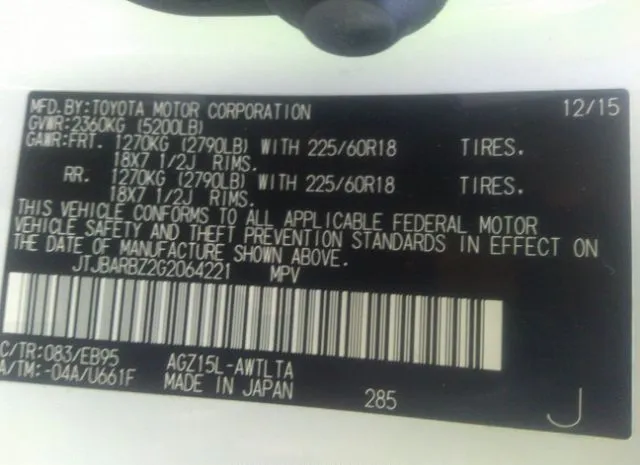 MFD.BY:TOYOTA MOTOR CORPORATION 12/15
GVWR:2360KG (5200LB)
GAWR:FRT. 1270KG (2790LB) WITH 225/60R18 TIRES.
18X7 1/2J RIMS.
RR. 1270KG (2790LB) WITH 225/60R18 TIRES.
18X7 1/2J RIMS.
THIS VEHICLE CONFORMS TO ALL APPLICABLE FEDERAL MOTOR
VEHICLE SAFETY AND THEFT PREVENTION STANDARDS IN EFFECT ON
THE DATE OF MANUFACTURE SHOWN ABOVE.
JTJBARBZ2G2064221 MPV
C/TR:083/EB95 AGZ15L-AWTLTA
A/TM:-04A/U661F MADE IN JAPAN 285 J